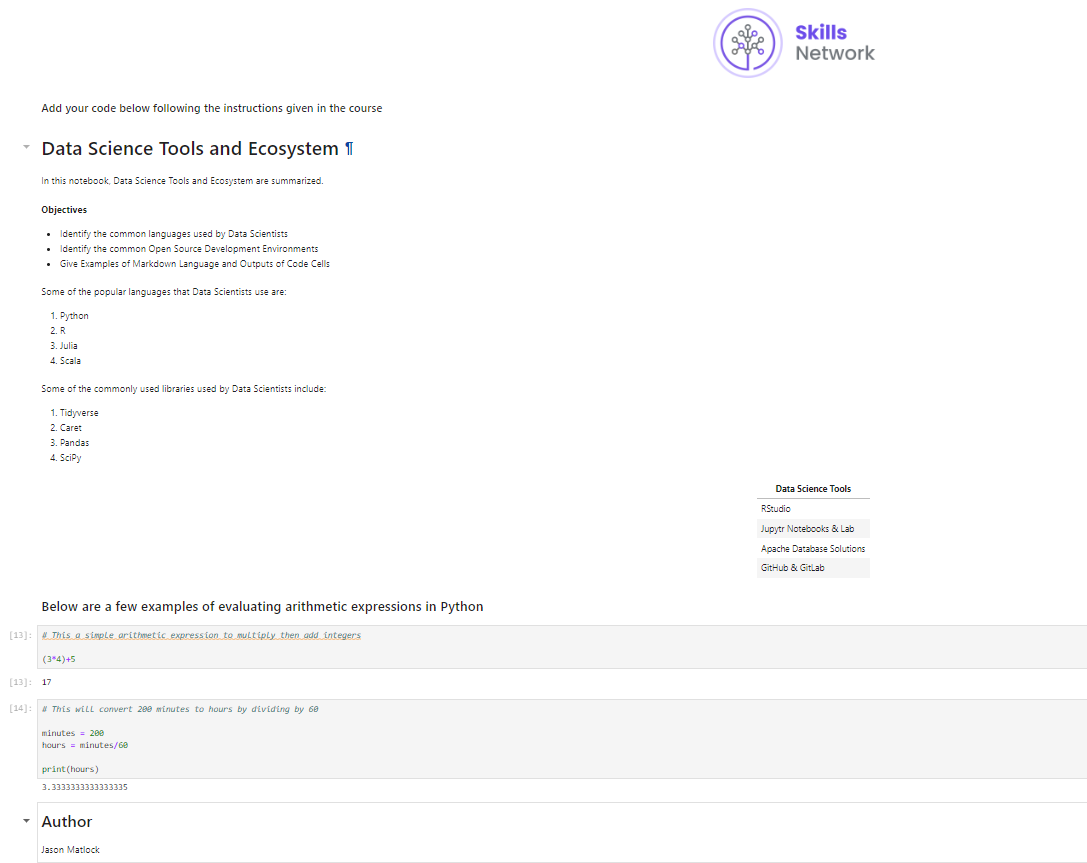 Skills
Network
Add your code below following the instructions given in the course
Data Science Tools and Ecosystem ¶
In this notebook, Data Science Tools and Ecosystem are summarized.
Objectives
• Identify the common languages used by Data Scientists
• Identify the common Open Source Development Environments
• Give Examples of Markdown Language and Outputs of Code Cells
Some of the popular languages that Data Scientists use are:
1. Python
2. R
3. Julia
4. Scala
Some of the commonly used libraries used by Data Scientists include:
1. Tidyverse
2. Caret
3. Pandas
4. SciPy
Data Science Tools
RStudio
Jupytr Notebooks & Lab
Apache Database Solutions
GitHub & GitLab
Below are a few examples of evaluating arithmetic expressions in Python
[13]: # This a simple arithmetic expression to multiply then add integers
(3*4)+5
[13]: 17
[14]: # This will convert 200 minutes to hours by dividing by 60
minutes = 200
hours = minutes/60
print(hours)
3.3333333333333335
Author
Jason Matlock